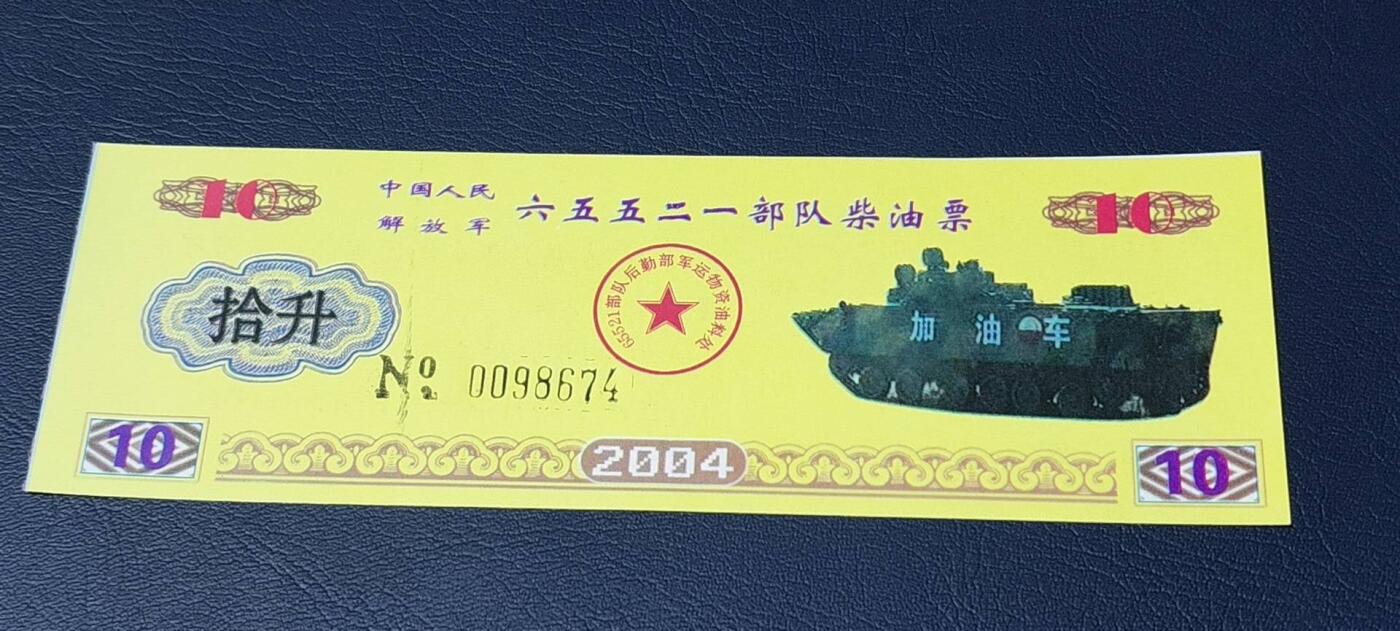 10
中国人民
解放军
六五五二一部队柴油票
10
拾升
65521部队后勤部军运物资油料处
加油车
No 0098674
10
2004
10